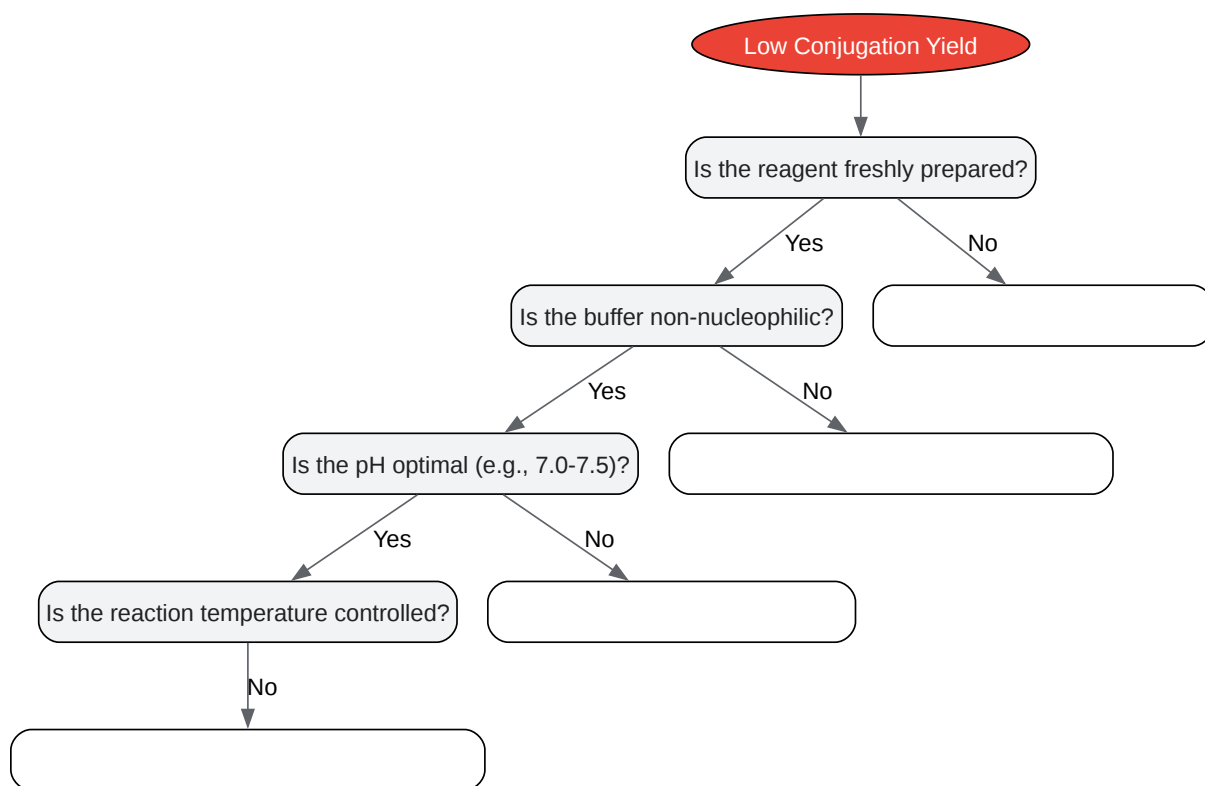 Low Conjugation Yield
Is the reagent freshly prepared?
Yes
No
Is the buffer non-nucleophilic?
Yes
No
Is the pH optimal (e.g., 7.0-7.5)?
Yes
No
Is the reaction temperature controlled?
No